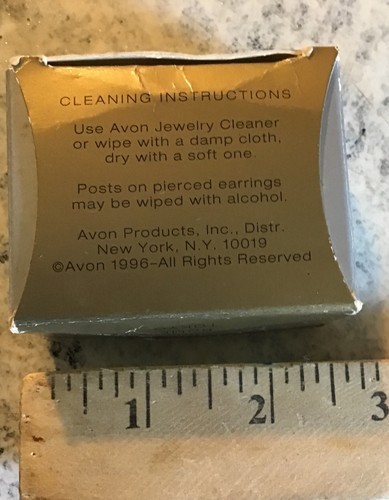 CLEANING INSTRUCTIONS
Use Avon Jewelry Cleaner
or wipe with a damp cloth,
dry with a soft one.
Posts on pierced earrings
may be wiped with alcohol.
Avon Products, Inc., Distr.
New York, N.Y. 10019
©Avon 1996–All Rights Reserved
1 2 3